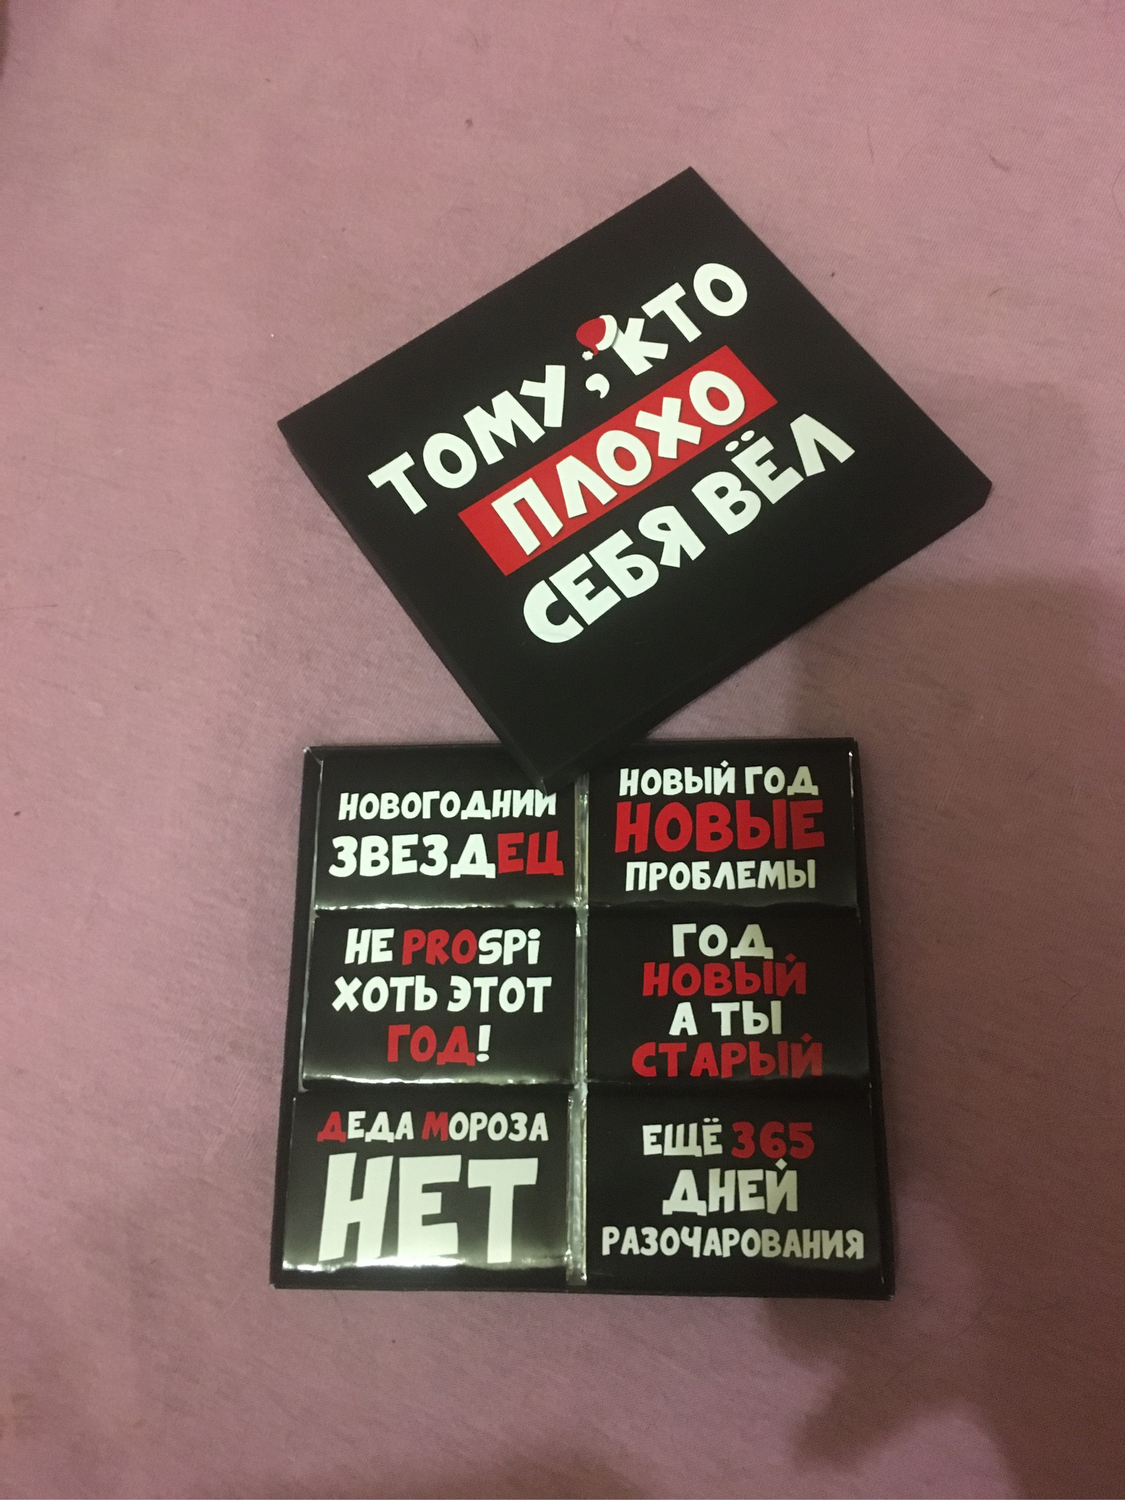 ТОМУ, КТО
ПЛОХО
СЕБЯ ВЁЛ
НОВОГОДНИЙ
ЗВЕЗДЕЦ
НОВЫЙ ГОД
НОВЫЕ
ПРОБЛЕМЫ
НЕ PROSPi
ХОТЬ ЭТОТ
ГОД!
ГОД
НОВЫЙ
А ТЫ
СТАРЫЙ
ДЕДА МОРОЗА
НЕТ
ЕЩЁ 365
ДНЕЙ
РАЗОЧАРОВАНИЯ